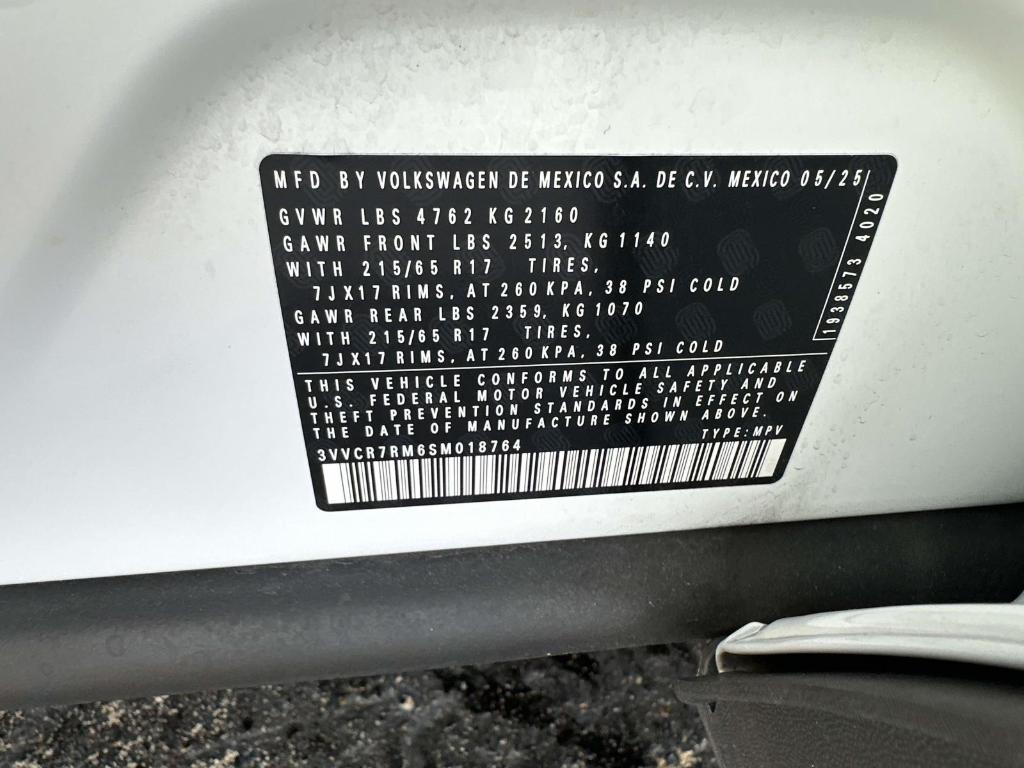 MFD BY VOLKSWAGEN DE MEXICO S.A. DE C.V. MEXICO 05/25
GVWR LBS 4762 KG 2160
GAWR FRONT LBS 2513, KG 1140
WITH 215/65 R17 TIRES,
7JX17 RIMS, AT 260 KPA, 38 PSI COLD
GAWR REAR LBS 2359, KG 1070
WITH 215/65 R17 TIRES,
7JX17 RIMS, AT 260 KPA, 38 PSI COLD
1938573 4020
THIS VEHICLE CONFORMS TO ALL APPLICABLE
U.S. FEDERAL MOTOR VEHICLE SAFETY AND
THEFT PREVENTION STANDARDS IN EFFECT ON
THE DATE OF MANUFACTURE SHOWN ABOVE.
3VVCR7RM6SM018764 TYPE: MPV